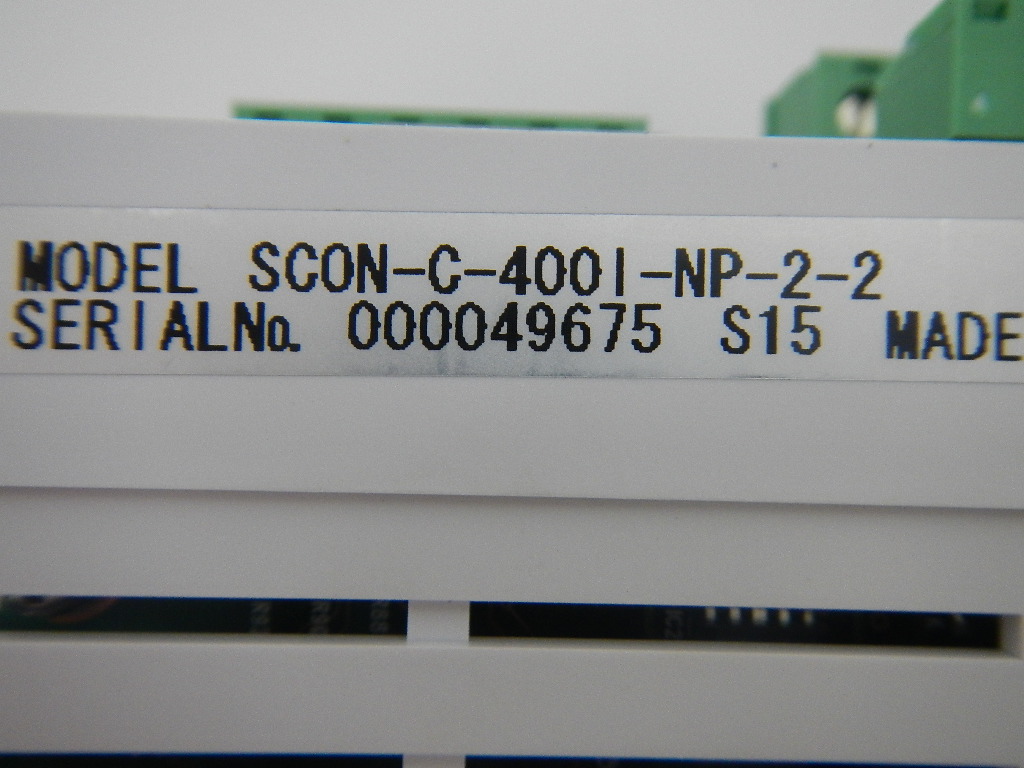 MODEL SCON-C-400I-NP-2-2
SERIALNo. 000049675 S15 MADE